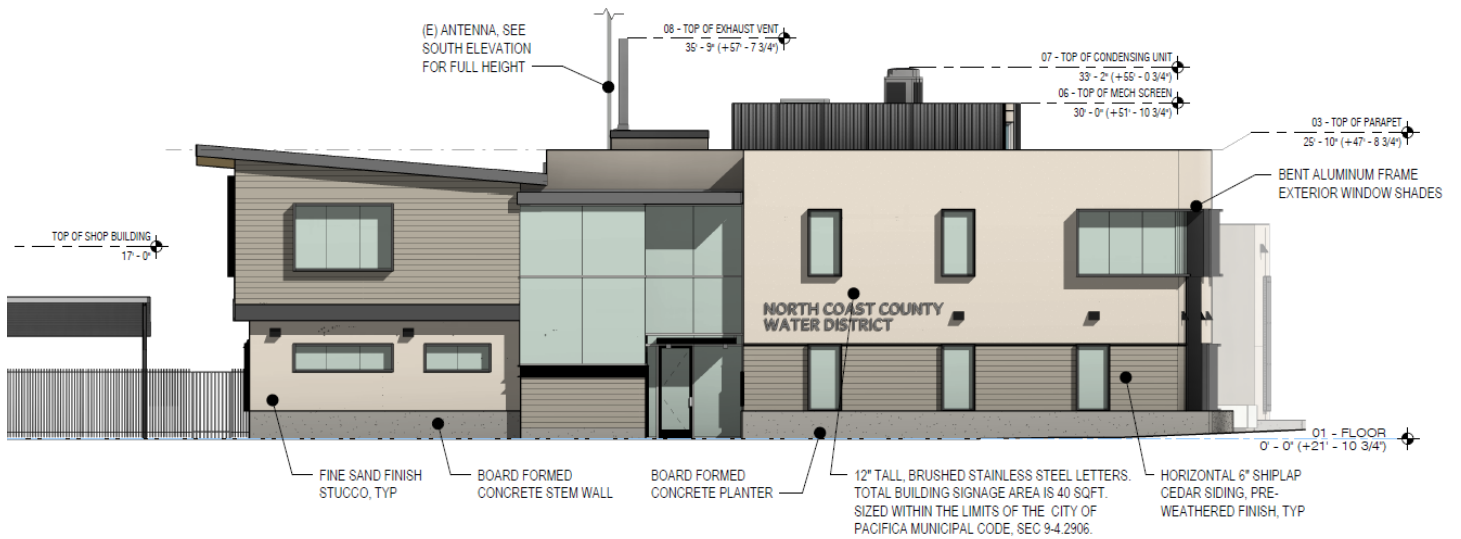 (E) ANTENNA, SEE
SOUTH ELEVATION
FOR FULL HEIGHT
08 - TOP OF EXHAUST VENT
35' - 9" (+57' - 7 3/4")
07 - TOP OF CONDENSING UNIT
33' - 2" (+55' - 0 3/4")
06 - TOP OF MECH SCREEN
30' - 0" (+51' - 10 3/4")
03 - TOP OF PARAPET
25' - 10" (+47' - 8 3/4")
BENT ALUMINUM FRAME
EXTERIOR WINDOW SHADES
TOP OF SHOP BUILDING
17' - 0"
NORTH COAST COUNTY
WATER DISTRICT
01 - FLOOR
0' - 0" (+21' - 10 3/4")
FINE SAND FINISH
STUCCO, TYP
BOARD FORMED
CONCRETE STEM WALL
BOARD FORMED
CONCRETE PLANTER
12" TALL, BRUSHED STAINLESS STEEL LETTERS.
TOTAL BUILDING SIGNAGE AREA IS 40 SQFT.
SIZED WITHIN THE LIMITS OF THE CITY OF
PACIFICA MUNICIPAL CODE, SEC 9-4.2906.
HORIZONTAL 6" SHIPLAP
CEDAR SIDING, PRE-
WEATHERED FINISH, TYP